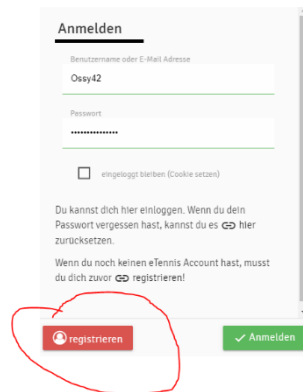 Anmelden
Benutzername oder E-Mail Adresse
Ossy42
Passwort
•••••••••••••••
eingeloggt bleiben (Cookie setzen)
Du kannst dich hier einloggen. Wenn du dein
Passwort vergessen hast, kannst du es hier
zurücksetzen.
Wenn du noch keinen eTennis Account hast, musst
du dich zuvor registrieren!
registrieren
Anmelden